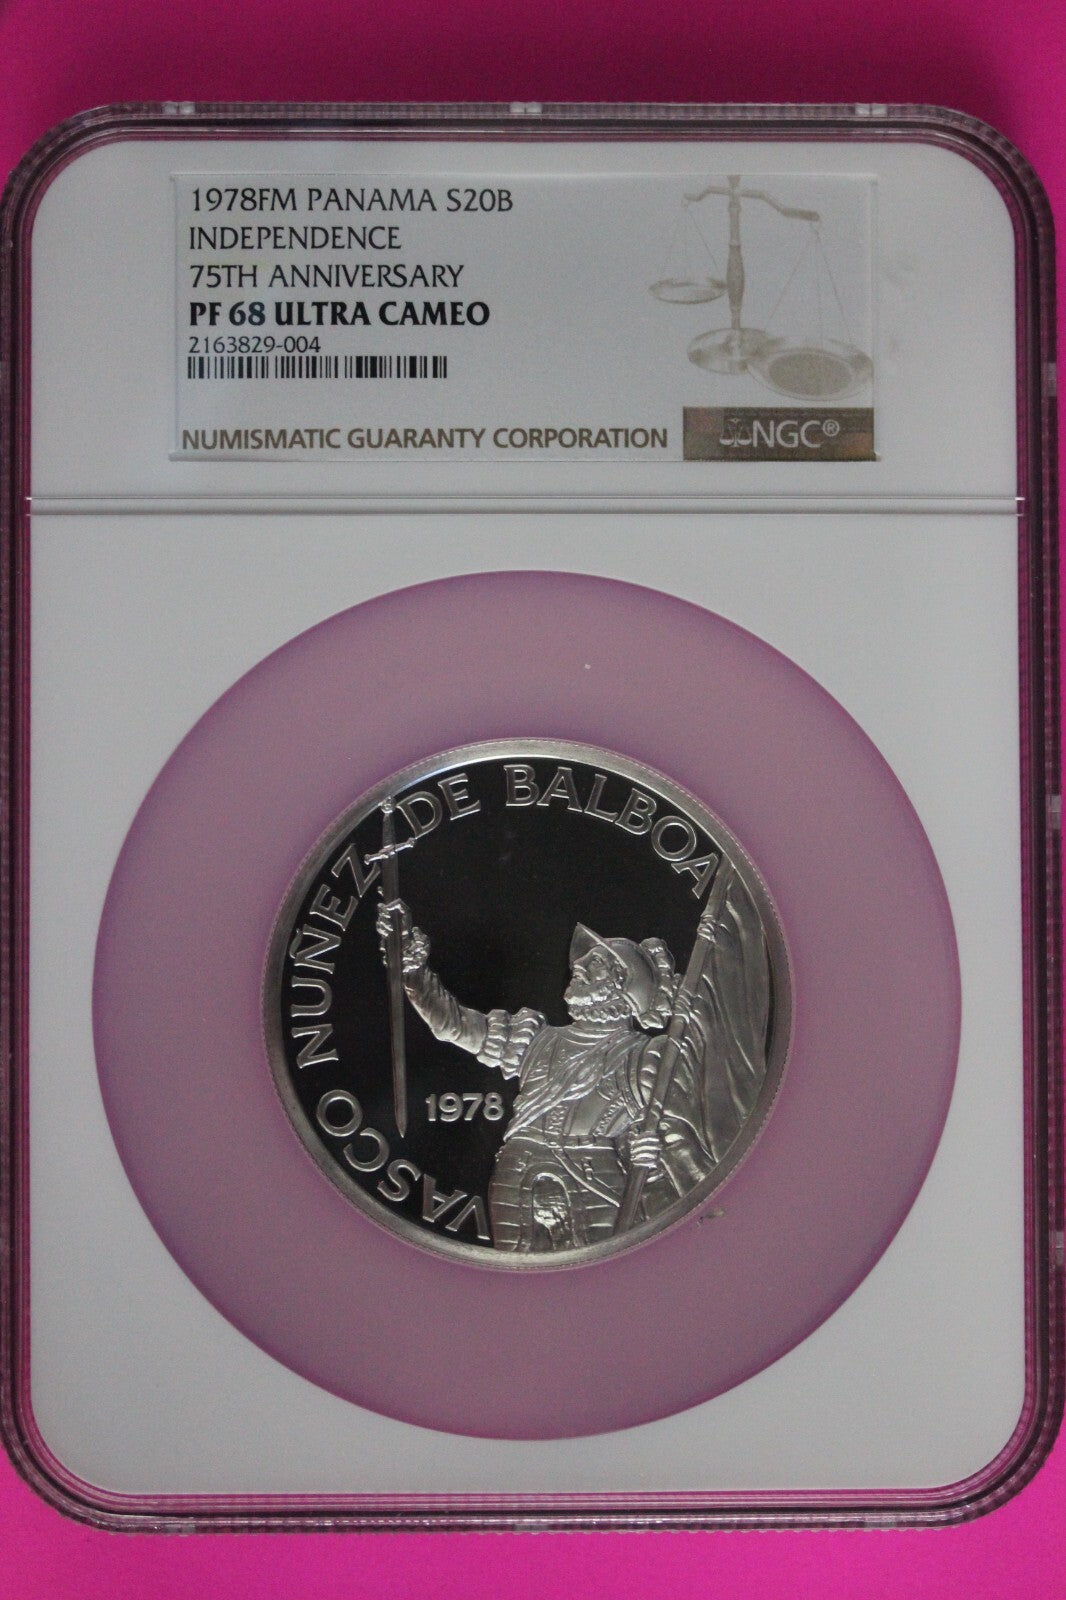 1978FM PANAMA S20B
INDEPENDENCE
75TH ANNIVERSARY
PF 68 ULTRA CAMEO
2163829-004
NUMISMATIC GUARANTY CORPORATION NGC®
VASCO NUÑEZ DE BALBOA
1978